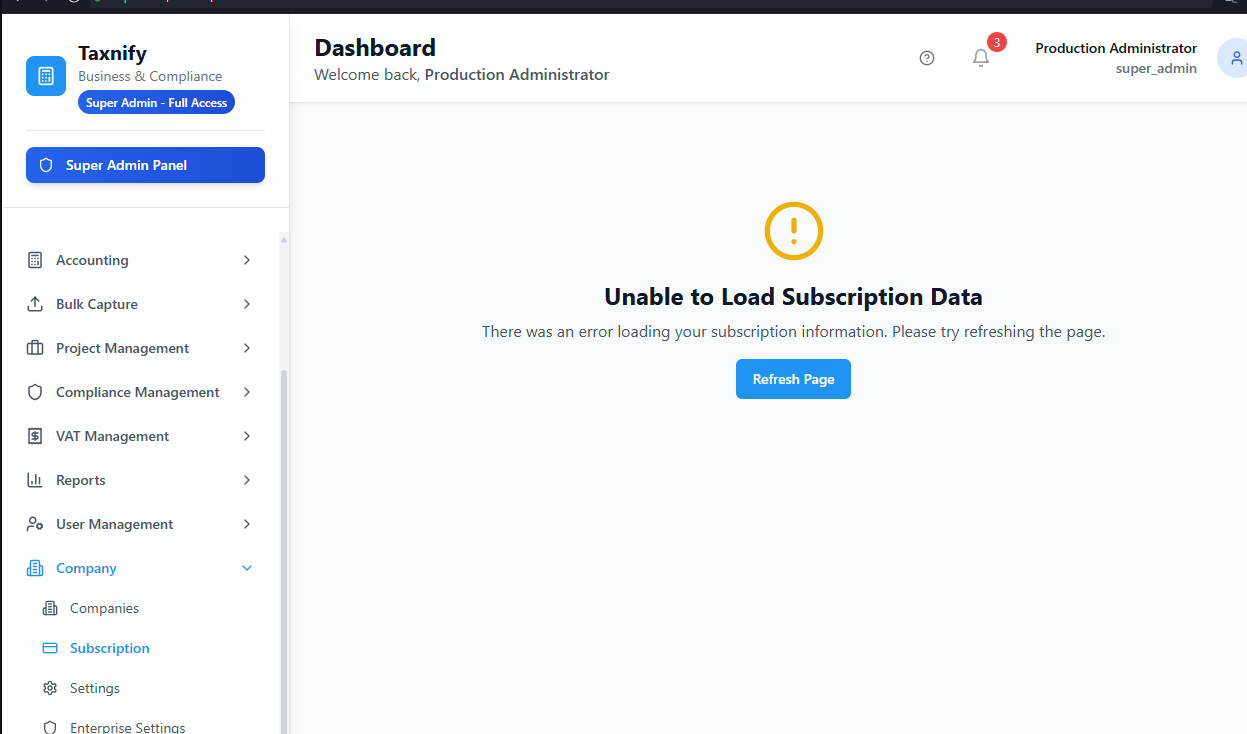 Taxnify
Business & Compliance
Super Admin - Full Access
Super Admin Panel
Accounting
Bulk Capture
Project Management
Compliance Management
VAT Management
Reports
User Management
Company
Companies
Subscription
Settings
Enterprise Settings
Dashboard
Welcome back, Production Administrator
3
Production Administrator
super_admin
Unable to Load Subscription Data
There was an error loading your subscription information. Please try refreshing the page.
Refresh Page